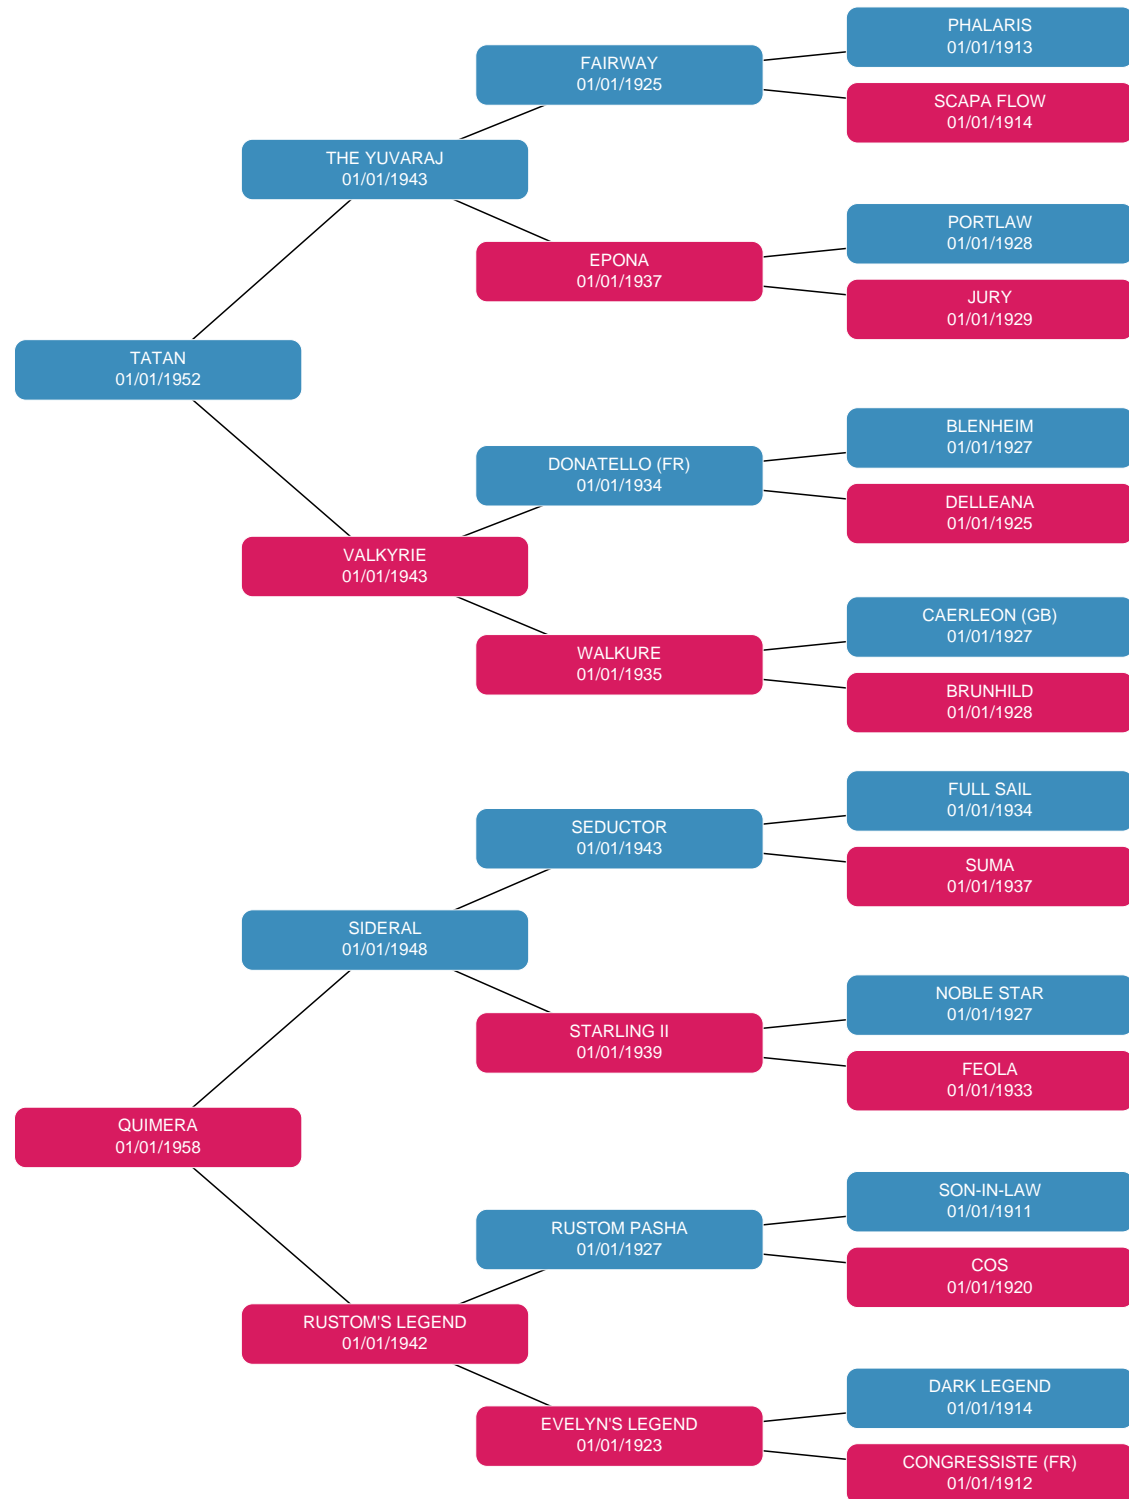 PHALARIS
01/01/1913
FAIRWAY
01/01/1925
SCAPA FLOW
01/01/1914
THE YUVARAJ
01/01/1943
PORTLAW
01/01/1928
EPONA
01/01/1937
JURY
01/01/1929
TATAN
01/01/1952
BLENHEIM
01/01/1927
DONATELLO (FR)
01/01/1934
DELLEANA
01/01/1925
VALKYRIE
01/01/1943
CAERLEON (GB)
01/01/1927
WALKURE
01/01/1935
BRUNHILD
01/01/1928
FULL SAIL
01/01/1934
SEDUCTOR
01/01/1943
SUMA
01/01/1937
SIDERAL
01/01/1948
NOBLE STAR
01/01/1927
STARLING II
01/01/1939
FEOLA
01/01/1933
QUIMERA
01/01/1958
SON-IN-LAW
01/01/1911
RUSTOM PASHA
01/01/1927
COS
01/01/1920
RUSTOM'S LEGEND
01/01/1942
DARK LEGEND
01/01/1914
EVELYN'S LEGEND
01/01/1923
CONGRESSISTE (FR)
01/01/1912